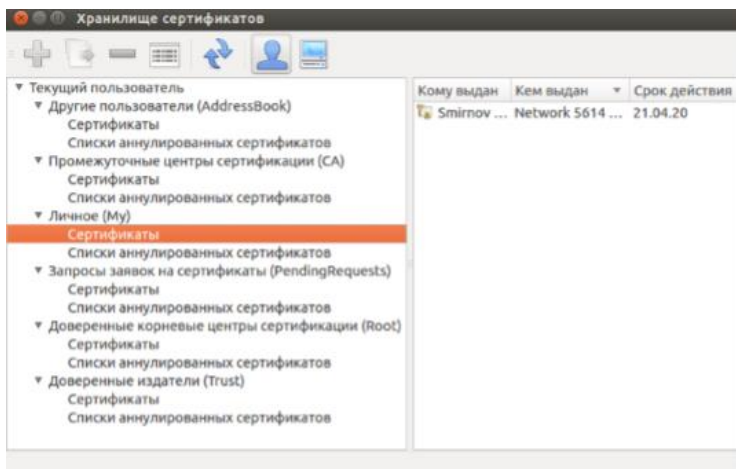 Хранилище сертификатов
Текущий пользователь
Другие пользователи (AddressBook)
Сертификаты
Списки аннулированных сертификатов
Промежуточные центры сертификации (CA)
Сертификаты
Списки аннулированных сертификатов
Личное (My)
Сертификаты
Списки аннулированных сертификатов
Запросы заявок на сертификаты (PendingRequests)
Сертификаты
Списки аннулированных сертификатов
Доверенные корневые центры сертификации (Root)
Сертификаты
Списки аннулированных сертификатов
Доверенные издатели (Trust)
Сертификаты
Списки аннулированных сертификатов
Кому выдан Кем выдан Срок действия
Smirnov ... Network 5614 ... 21.04.20